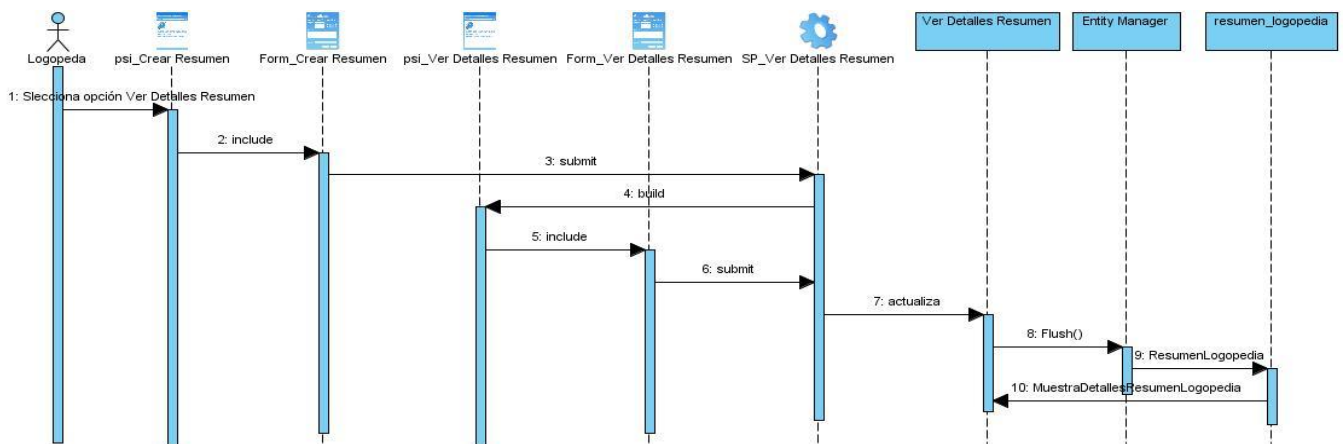 Ver Detalles Resumen
Entity Manager
resumen_logopedia
Logopeda
psi_Crear Resumen
Form_Crear Resumen
psi_Ver Detalles Resumen
Form_Ver Detalles Resumen
SP_Ver Detalles Resumen
1: Slecciona opción Ver Detalles Resumen
2: include
3: submit
4: build
5: include
6: submit
7: actualiza
8: Flush()
9: ResumenLogopedia
10: MuestraDetallesResumenLogopedia